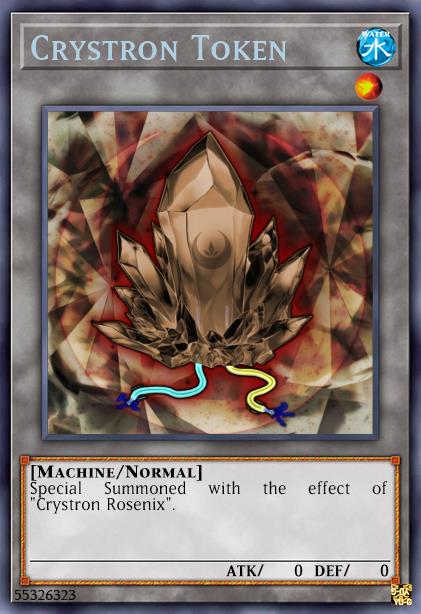 Crystron Token
WATER
水
[Machine/Normal]
Special Summoned with the effect of
"Crystron Rosenix".
ATK/ 0 DEF/ 0
55326323